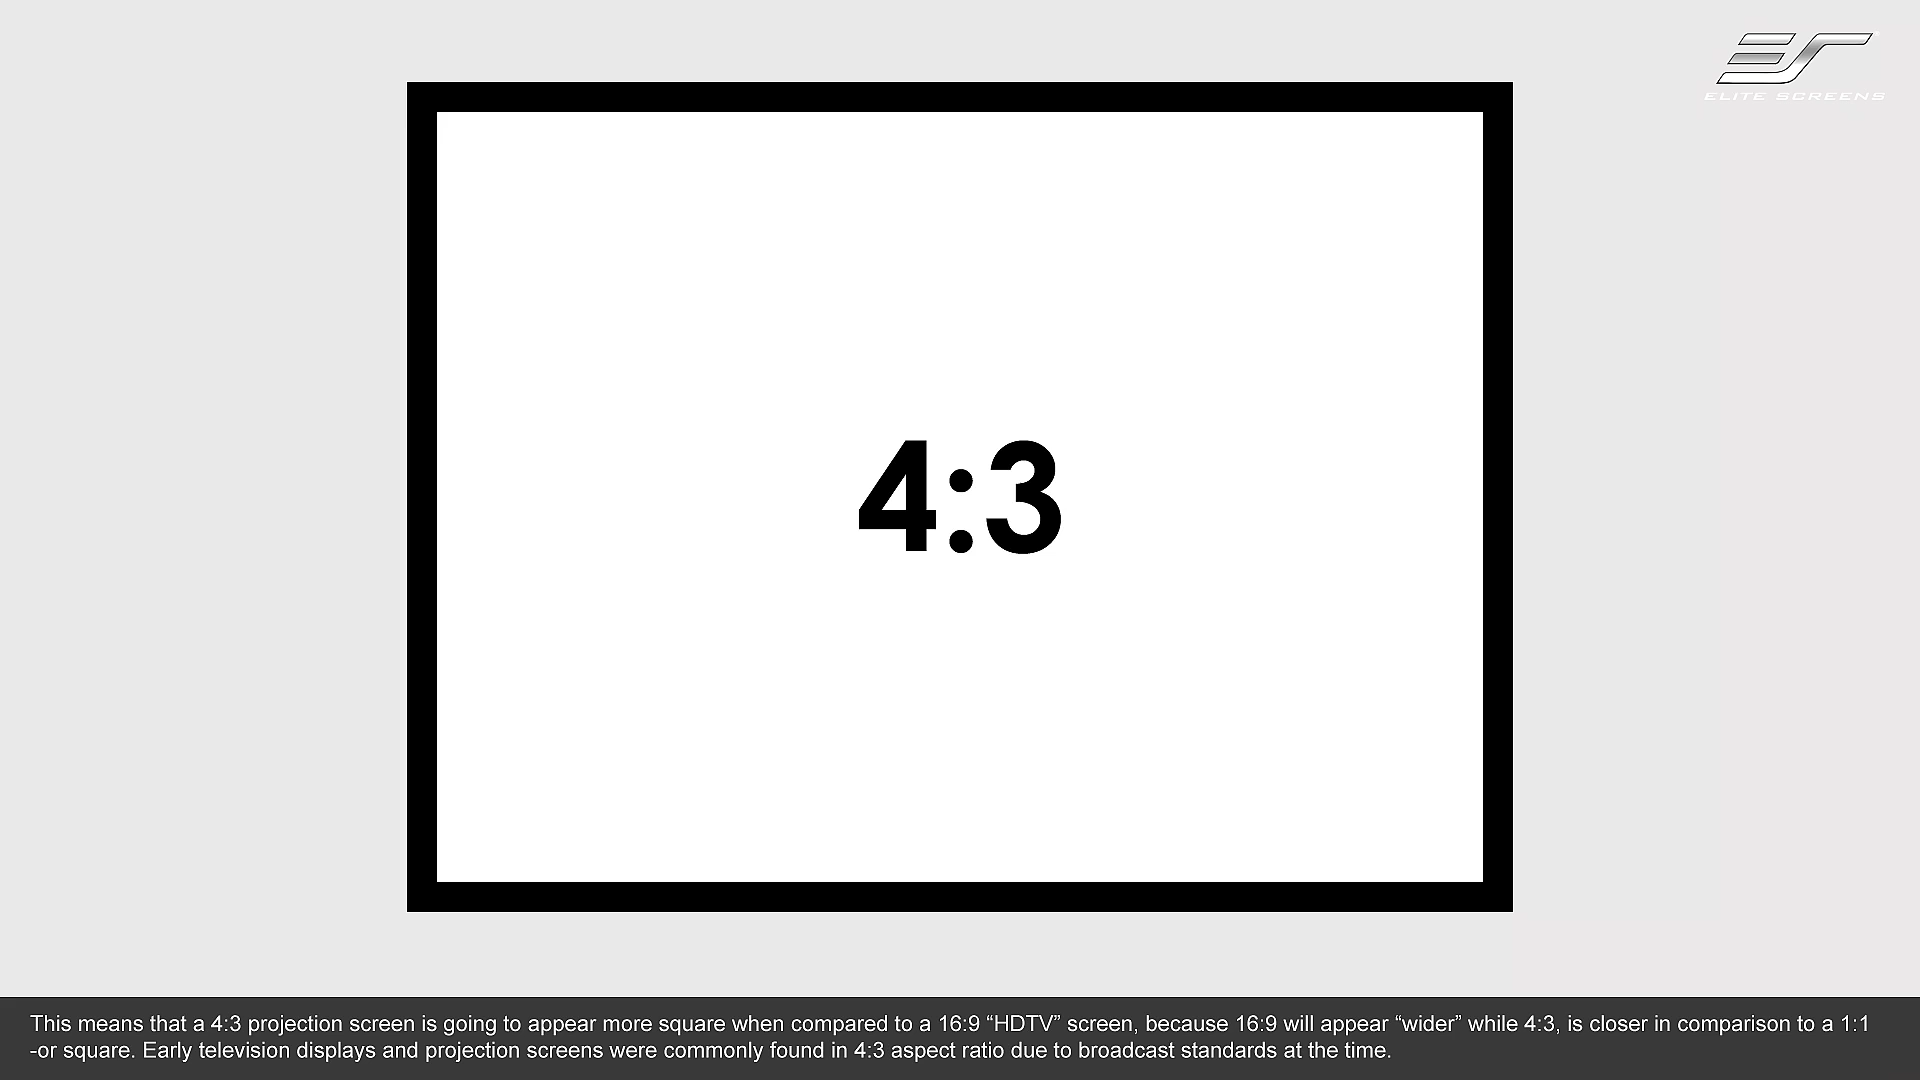 ELITE SCREENS
4:3
This means that a 4:3 projection screen is going to appear more square when compared to a 16:9 “HDTV” screen, because 16:9 will appear “wider” while 4:3, is closer in comparison to a 1:1
-or square. Early television displays and projection screens were commonly found in 4:3 aspect ratio due to broadcast standards at the time.